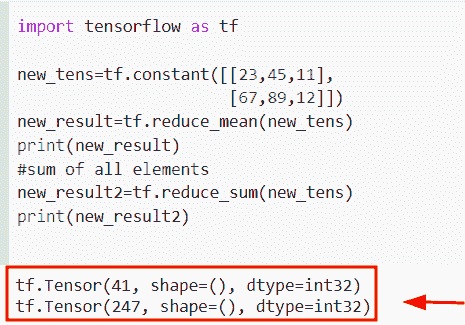 import tensorflow as tf
new_tens=tf.constant([[23,45,11],
[67,89,12]])
new_result=tf.reduce_mean(new_tens)
print(new_result)
#sum of all elements
new_result2=tf.reduce_sum(new_tens)
print(new_result2)
tf.Tensor(41, shape=(), dtype=int32)
tf.Tensor(247, shape=(), dtype=int32)